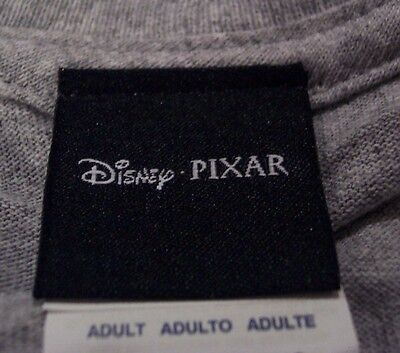 Disney · PIXAR
ADULT ADULTO ADULTE